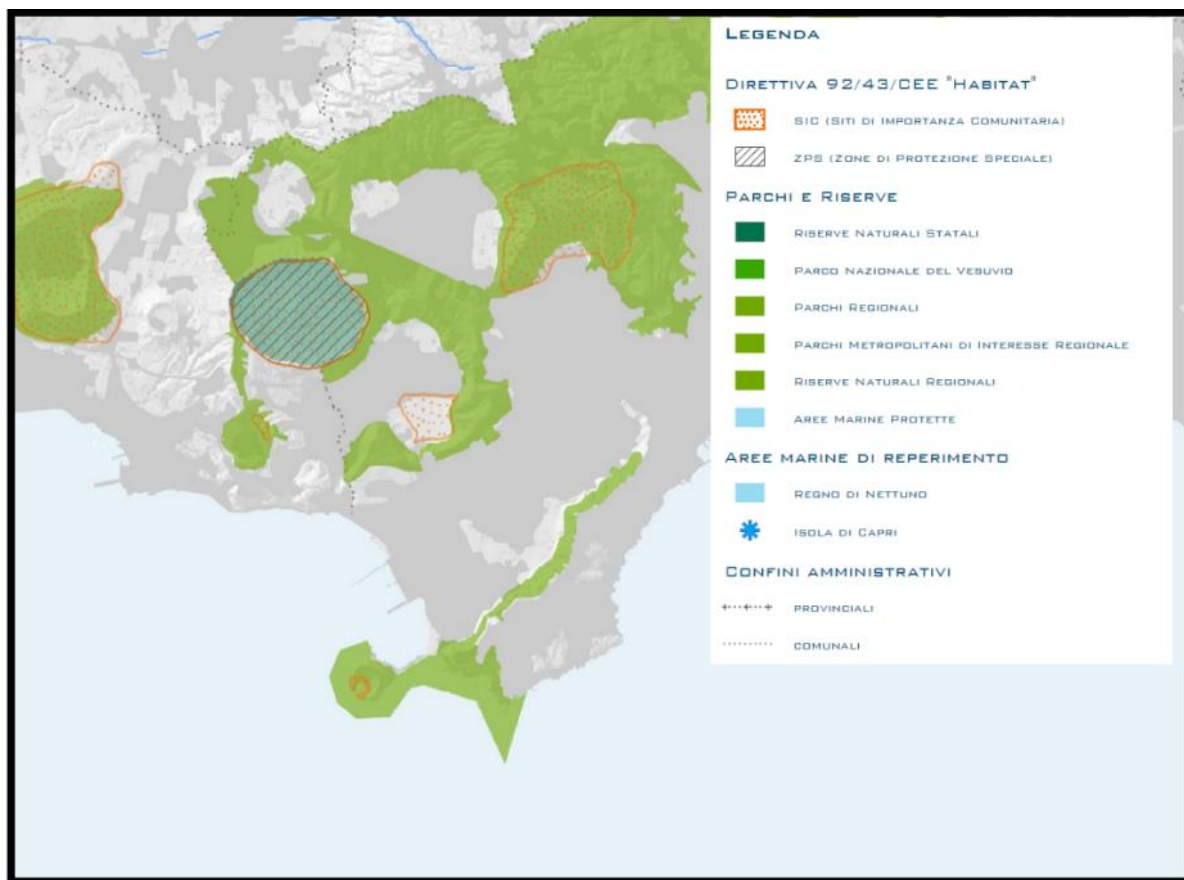 LEGENDA
DIRETTIVA 92/43/CEE "HABITAT"
SIC (SITI DI IMPORTANZA COMUNITARIA)
ZPS (ZONE DI PROTEZIONE SPECIALE)
PARCHI E RISERVE
RISERVE NATURALI STATALI
PARCO NAZIONALE DEL VESUVIO
PARCHI REGIONALI
PARCHI METROPOLITANI DI INTERESSE REGIONALE
RISERVE NATURALI REGIONALI
AREE MARINE PROTETTE
AREE MARINE DI REPERIMENTO
REGNO DI NETTUNO
ISOLA DI CAPRI
CONFINI AMMINISTRATIVI
PROVINCIALI
COMUNALI